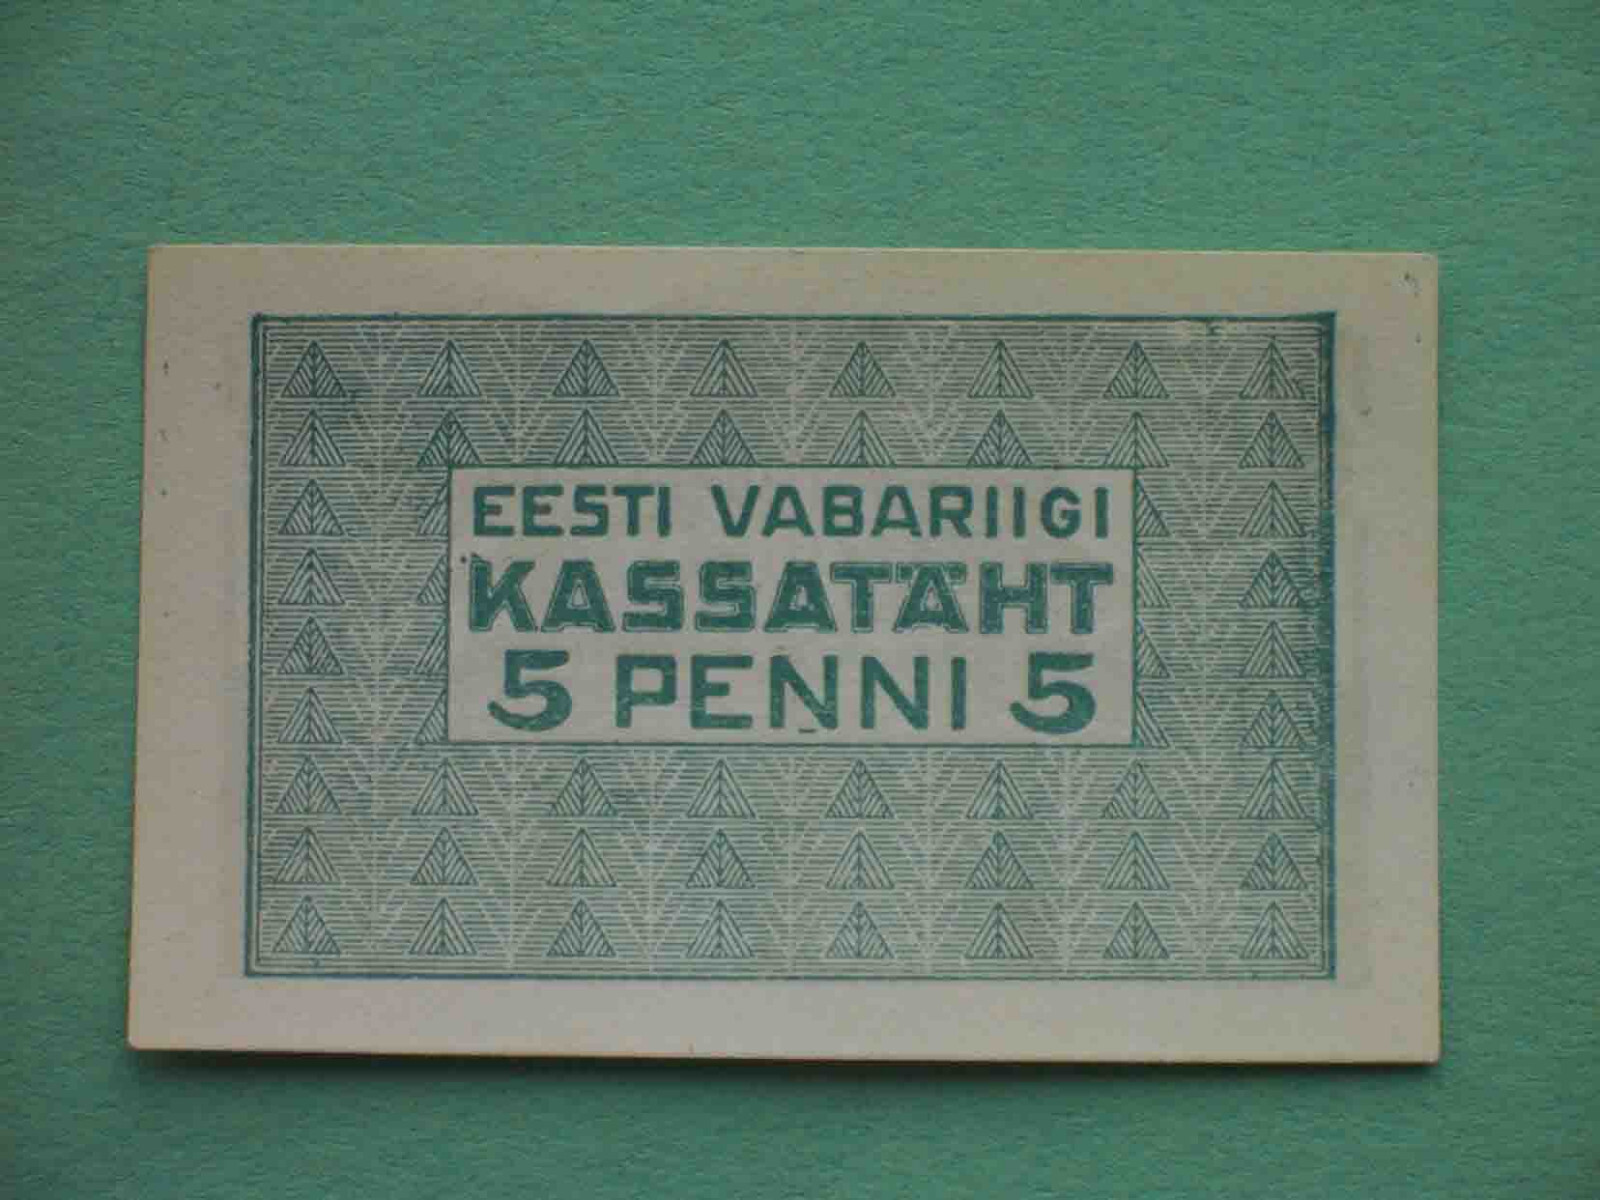 EESTI VABARIIGI
KASSATÄHT
5 PENNI 5